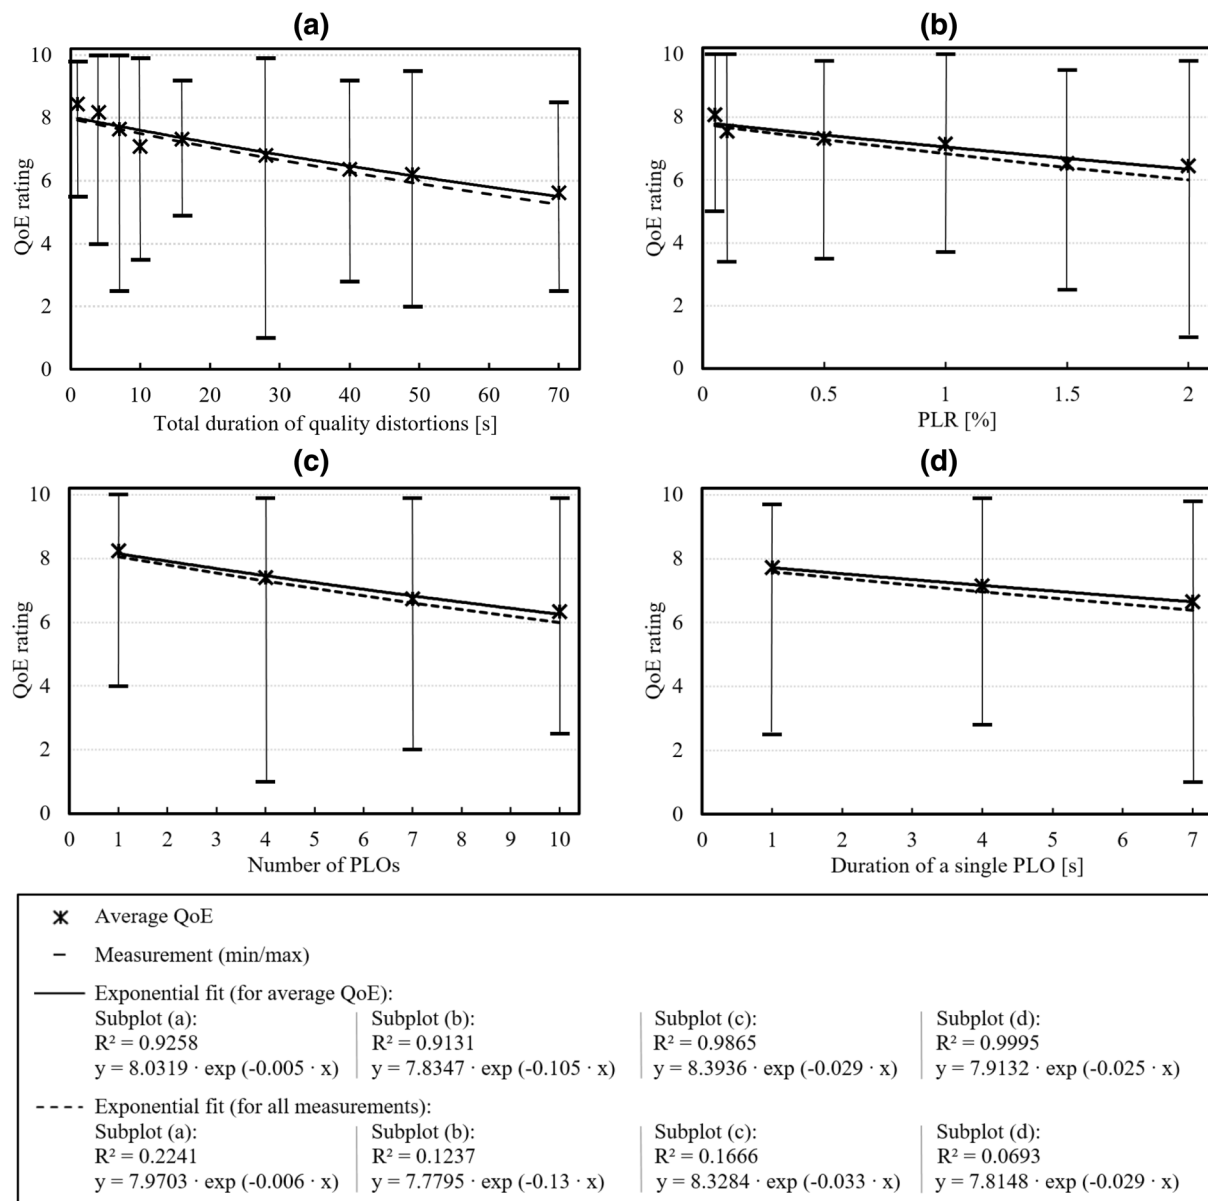 (a)
10
8
6
4
2
0
QoE rating
0 10 20 30 40 50 60 70
Total duration of quality distortions [s]
(b)
10
8
6
4
2
0
QoE rating
0 0.5 1 1.5 2
PLR [%]
(c)
10
8
6
4
2
0
QoE rating
0 1 2 3 4 5 6 7 8 9 10
Number of PLOs
(d)
10
8
6
4
2
0
QoE rating
0 1 2 3 4 5 6 7
Duration of a single PLO [s]
Average QoE
Measurement (min/max)
Exponential fit (for average QoE):
Subplot (a):
R² = 0.9258
y = 8.0319 · exp (-0.005 · x)
Subplot (b):
R² = 0.9131
y = 7.8347 · exp (-0.105 · x)
Subplot (c):
R² = 0.9865
y = 8.3936 · exp (-0.029 · x)
Subplot (d):
R² = 0.9995
y = 7.9132 · exp (-0.025 · x)
Exponential fit (for all measurements):
Subplot (a):
R² = 0.2241
y = 7.9703 · exp (-0.006 · x)
Subplot (b):
R² = 0.1237
y = 7.7795 · exp (-0.13 · x)
Subplot (c):
R² = 0.1666
y = 8.3284 · exp (-0.033 · x)
Subplot (d):
R² = 0.0693
y = 7.8148 · exp (-0.029 · x)